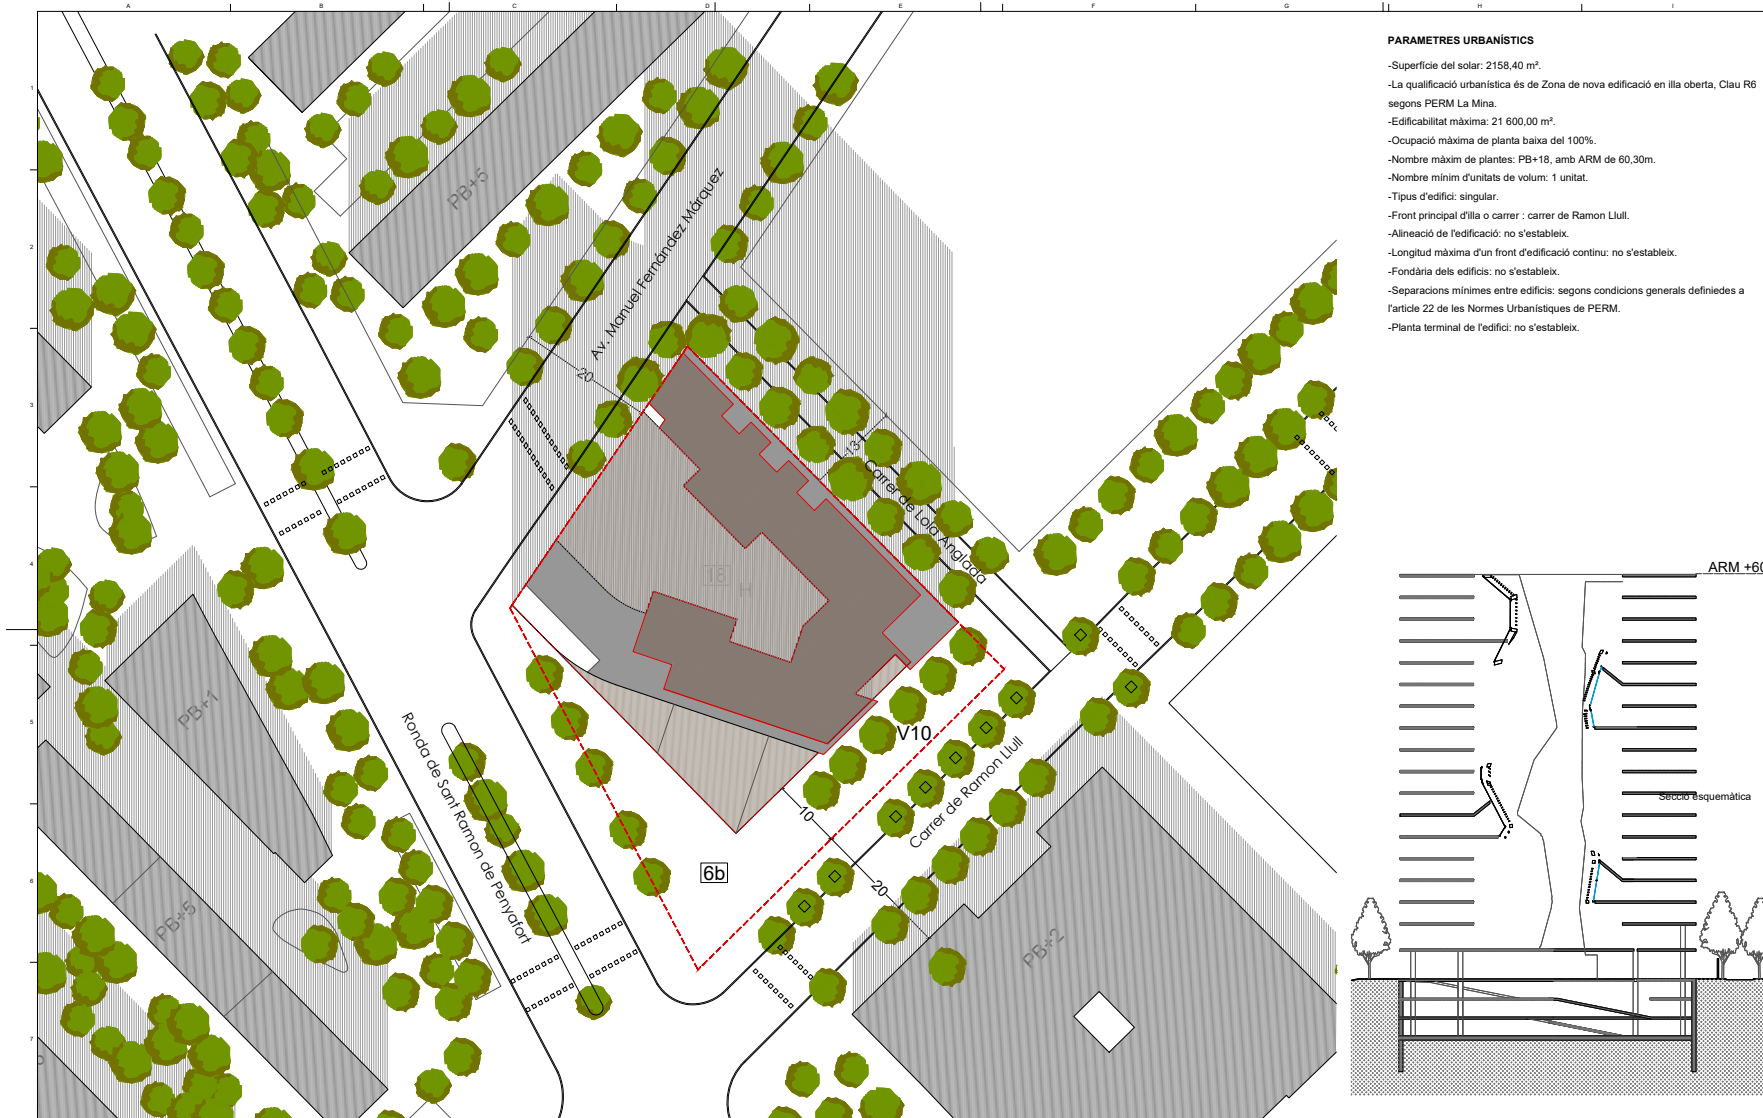 A B C D E F G H I
1
2
3
4
5
6
7
PARAMETRES URBANÍSTICS
-Superfície del solar: 2158,40 m².
-La qualificació urbanística és de Zona de nova edificació en illa oberta, Clau R6
segons PERM La Mina.
-Edificabilitat màxima: 21 600,00 m².
-Ocupació màxima de planta baixa del 100%.
-Nombre màxim de plantes: PB+18, amb ARM de 60,30m.
-Nombre mínim d'unitats de volum: 1 unitat.
-Tipus d'edifici: singular.
-Front principal d'illa o carrer : carrer de Ramon Llull.
-Alineació de l'edificació: no s'estableix.
-Longitud màxima d'un front d'edificació continu: no s'estableix.
-Fondària dels edificis: no s'estableix.
-Separacions mínimes entre edificis: segons condicions generals definiedes a
l'article 22 de les Normes Urbanístiques de PERM.
-Planta terminal de l'edifici: no s'estableix.
PB+5
Av. Manuel Fernández Márquez
20
13
Carrer de Lola Anglada
18
H
PB+1
Ronda de Sant Ramon de Penyafort
V10
Carrer de Ramon Llull
10
20
6b
PB+5
PB+2
ARM +60
Secció esquemàtica